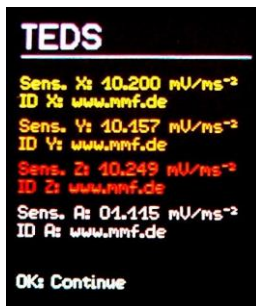 TEDS
Sens. X: 10.200 mV/ms⁻²
ID X: www.mmf.de
Sens. Y: 10.157 mV/ms⁻²
ID Y: www.mmf.de
Sens. Z: 10.249 mV/ms⁻²
ID Z: www.mmf.de
Sens. A: 01.115 mV/ms⁻²
ID A: www.mmf.de
OK: Continue